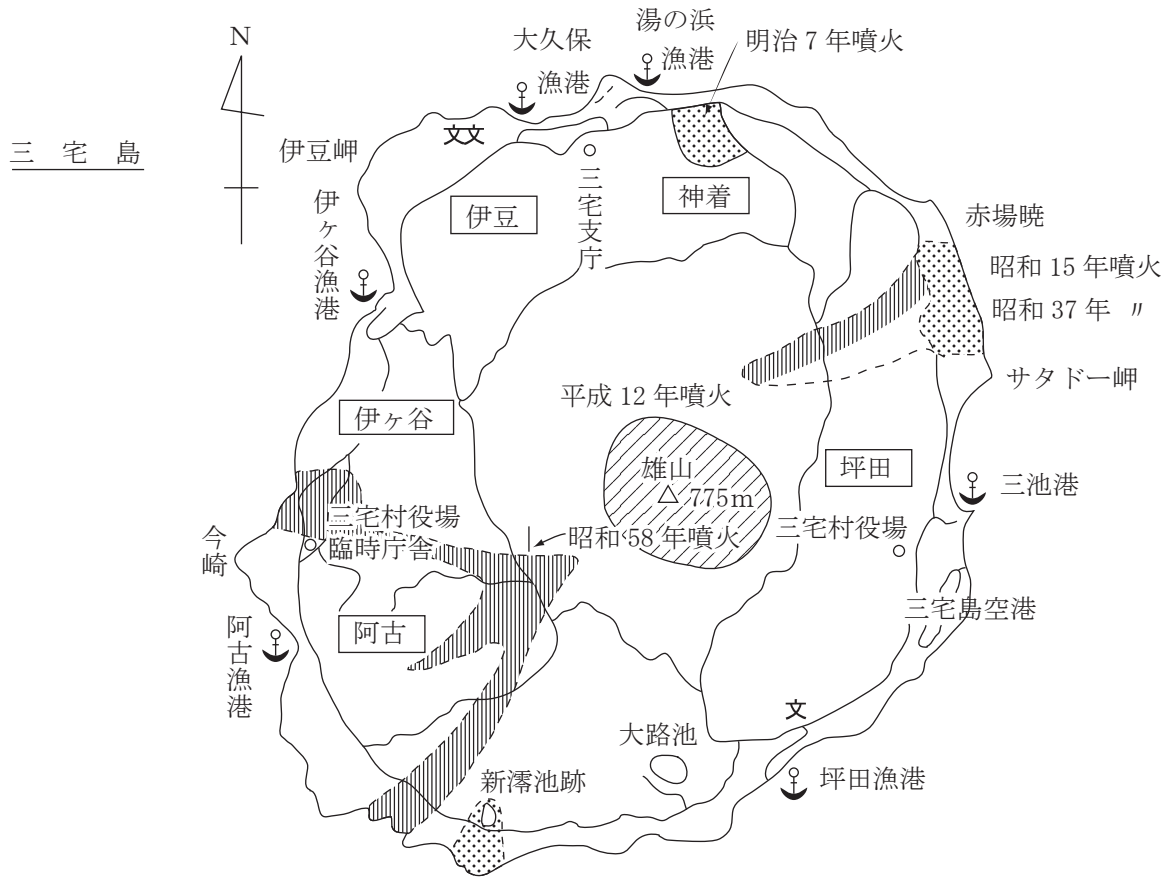 三宅島
N
大久保
漁港
湯の浜
漁港
明治7年噴火
伊豆岬
文文
伊豆
三宅支庁
神着
伊ヶ谷漁港
赤場暁
昭和15年噴火
昭和37年 〃
サタドー岬
平成12年噴火
伊ヶ谷
雄山
775m
坪田
三池港
三宅村役場
臨時庁舎
昭和58年噴火
三宅村役場
今崎
阿古
三宅島空港
阿古漁港
文
大路池
新澪池跡
坪田漁港